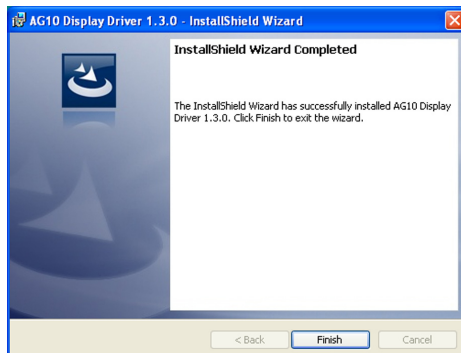 AG10 Display Driver 1.3.0 - InstallShield Wizard
InstallShield Wizard Completed
The InstallShield Wizard has successfully installed AG10 Display
Driver 1.3.0. Click Finish to exit the wizard.
< Back
Finish
Cancel